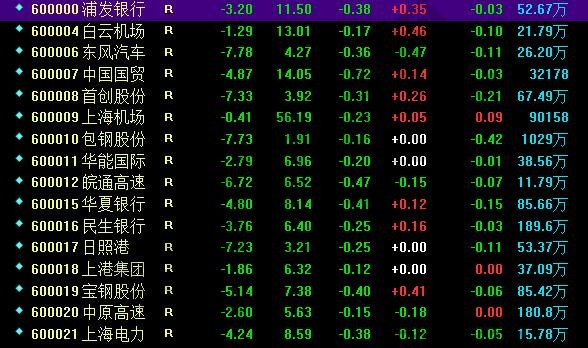 600000 浦发银行 R -3.20 11.50 -0.38 +0.35 -0.03 52.67万
600004 白云机场 R -1.29 13.01 -0.17 +0.46 -0.10 21.79万
600006 东风汽车 R -7.78 4.27 -0.36 -0.47 -0.11 26.20万
600007 中国国贸 R -4.87 14.05 -0.72 +0.14 -0.03 32178
600008 首创股份 R -7.33 3.92 -0.31 +0.26 -0.21 67.49万
600009 上海机场 R -0.41 56.19 -0.23 +0.05 0.09 90158
600010 包钢股份 R -7.73 1.91 -0.16 +0.00 -0.42 1029万
600011 华能国际 R -2.79 6.96 -0.20 +0.00 -0.01 38.56万
600012 皖通高速 R -6.72 6.52 -0.47 -0.15 -0.07 11.79万
600015 华夏银行 R -4.80 8.14 -0.41 +0.12 -0.15 85.66万
600016 民生银行 R -3.76 6.40 -0.25 +0.16 -0.03 189.6万
600017 日照港 R -7.23 3.21 -0.25 +0.00 -0.11 53.37万
600018 上港集团 R -1.86 6.32 -0.12 +0.00 0.00 37.09万
600019 宝钢股份 R -5.14 7.38 -0.40 +0.41 -0.06 85.42万
600020 中原高速 R -2.60 5.63 -0.15 -0.18 0.00 180.8万
600021 上海电力 R -4.24 8.59 -0.38 -0.12 -0.05 15.78万